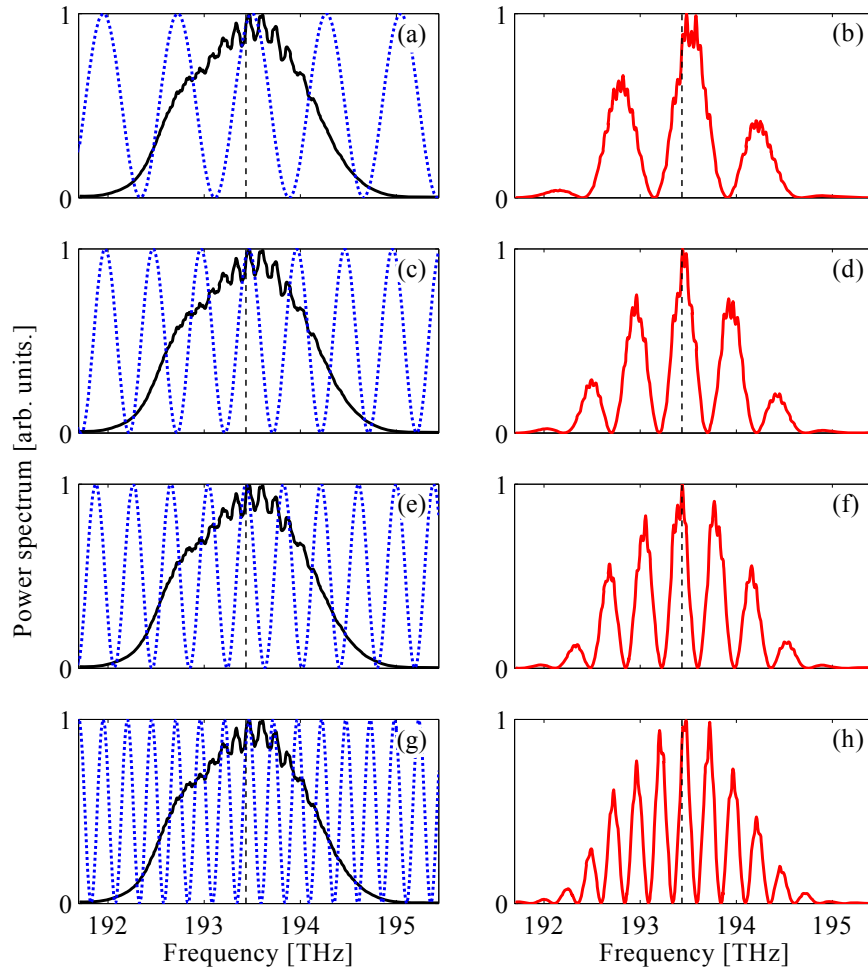 1 (a) (b)
0 0
1 (c) 1 (d)
0 0
1 (e) 1 (f)
0 0
1 (g) 1 (h)
0 0
192 193 194 195 192 193 194 195
Frequency [THz] Frequency [THz]
Power spectrum [arb. units.]